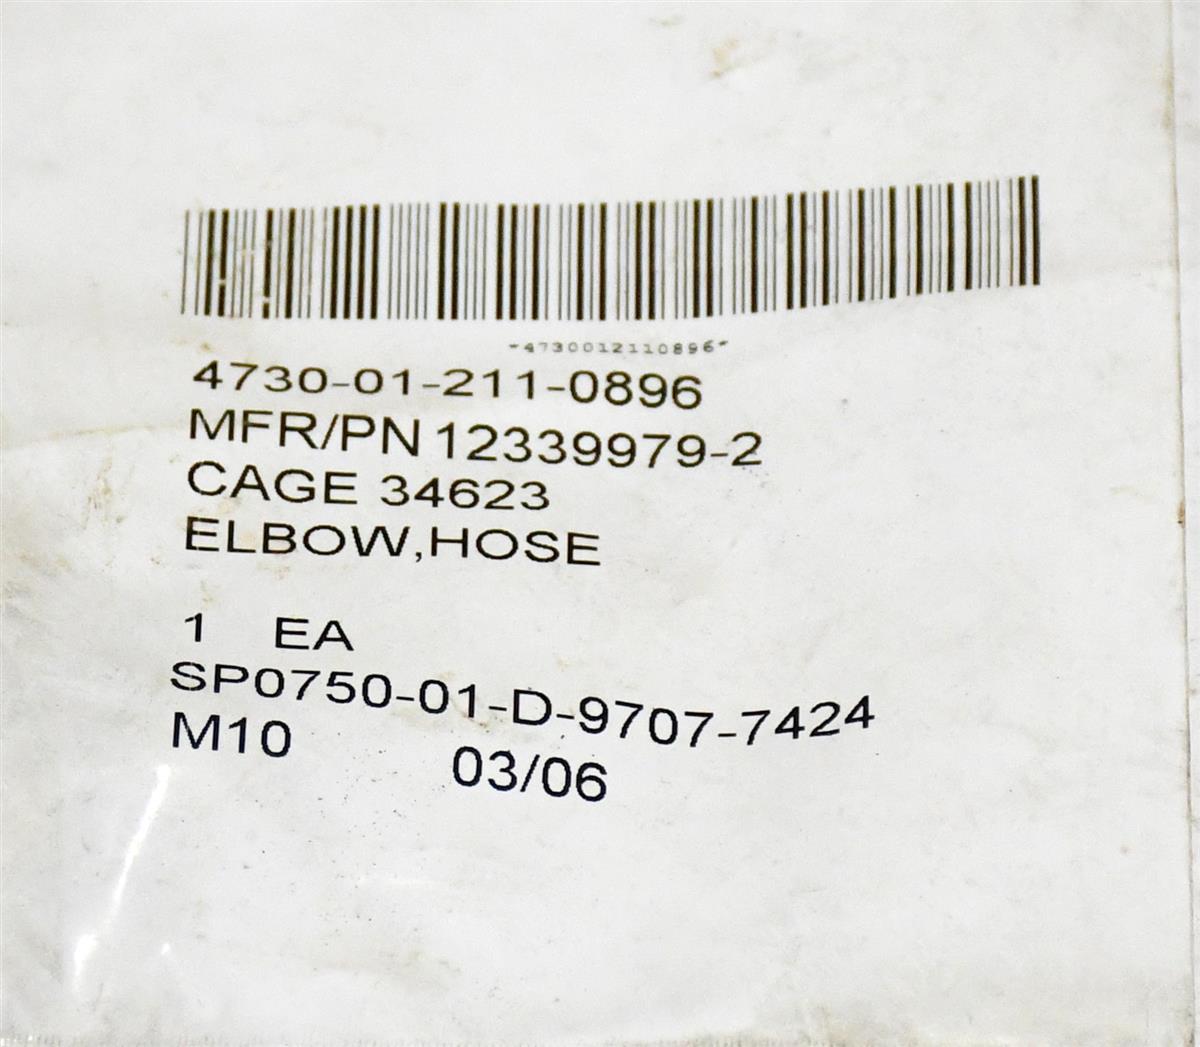 *4730012110896*
4730-01-211-0896
MFR/PN 12339979-2
CAGE 34623
ELBOW,HOSE
1 EA
SP0750-01-D-9707-7424
M10 03/06